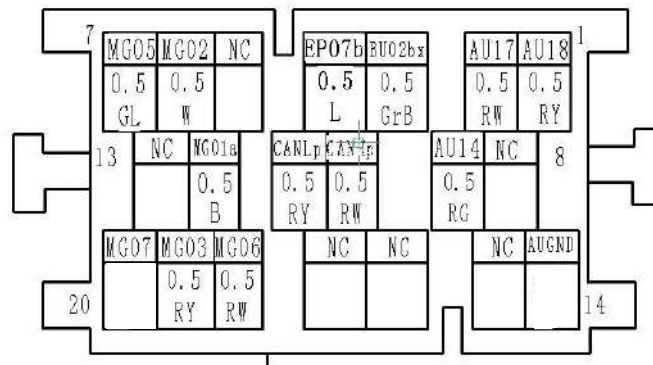 7 MG05 MG02 NC EP07b BU02bx AU17 AU18 1
0.5 0.5 0.5 0.5 0.5 0.5
GL W L GrB RW RY
13 NC MG01a CANLp AU14 NC 8
0.5 0.5 0.5 0.5
B RY RW RG
MG07 MG03 MG06 NC NC NC AUGND
20 0.5 0.5 14
RY RW